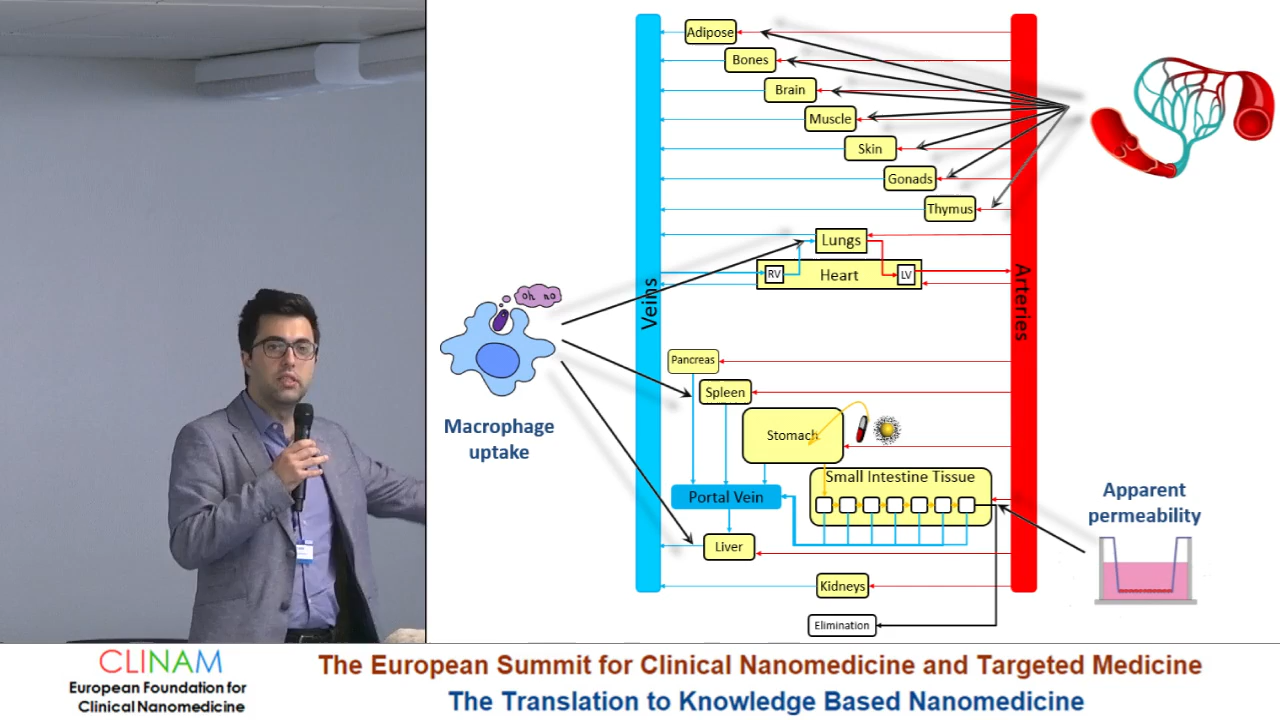 Adipose
Bones
Brain
Muscle
Skin
Gonads
Thymus
Lungs
RV
Heart
LV
Veins
Arteries
oh no
Macrophage
uptake
Pancreas
Spleen
Stomach
Small Intestine Tissue
Portal Vein
Liver
Kidneys
Elimination
Apparent
permeability
CLINAM
European Foundation for
Clinical Nanomedicine
The European Summit for Clinical Nanomedicine and Targeted Medicine
The Translation to Knowledge Based Nanomedicine